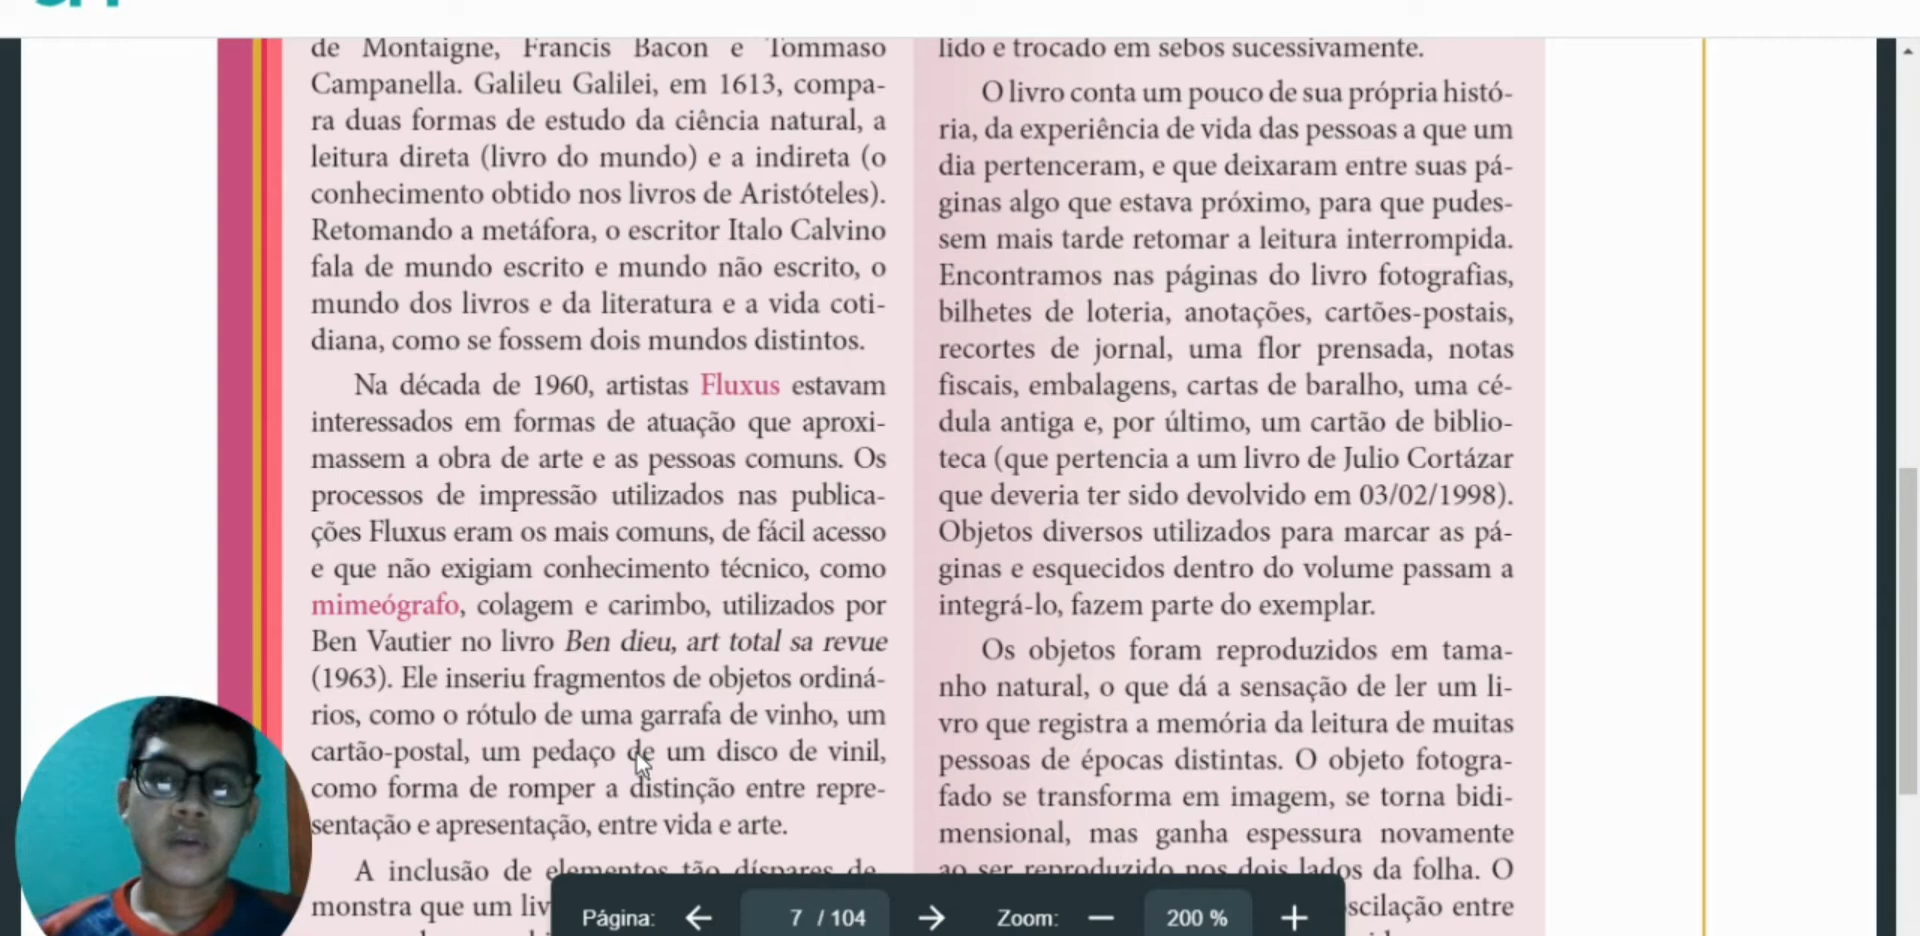 de Montaigne, Francis Bacon e Tommaso
Campanella. Galileu Galilei, em 1613, compa-
ra duas formas de estudo da ciência natural, a
leitura direta (livro do mundo) e a indireta (o
conhecimento obtido nos livros de Aristóteles).
Retomando a metáfora, o escritor Italo Calvino
fala de mundo escrito e mundo não escrito, o
mundo dos livros e da literatura e a vida coti-
diana, como se fossem dois mundos distintos.
Na década de 1960, artistas Fluxus estavam
interessados em formas de atuação que aproxi-
massem a obra de arte e as pessoas comuns. Os
processos de impressão utilizados nas publica-
ções Fluxus eram os mais comuns, de fácil acesso
e que não exigiam conhecimento técnico, como
mimeógrafo, colagem e carimbo, utilizados por
Ben Vautier no livro Ben dieu, art total sa revue
(1963). Ele inseriu fragmentos de objetos ordiná-
rios, como o rótulo de uma garrafa de vinho, um
cartão-postal, um pedaço de um disco de vinil,
como forma de romper a distinção entre repre-
sentação e apresentação, entre vida e arte.
A inclusão de elementos tão díspares de-
monstra que um liv
lido e trocado em sebos sucessivamente.
O livro conta um pouco de sua própria histó-
ria, da experiência de vida das pessoas a que um
dia pertenceram, e que deixaram entre suas pá-
ginas algo que estava próximo, para que pudes-
sem mais tarde retomar a leitura interrompida.
Encontramos nas páginas do livro fotografias,
bilhetes de loteria, anotações, cartões-postais,
recortes de jornal, uma flor prensada, notas
fiscais, embalagens, cartas de baralho, uma cé-
dula antiga e, por último, um cartão de biblio-
teca (que pertencia a um livro de Julio Cortázar
que deveria ter sido devolvido em 03/02/1998).
Objetos diversos utilizados para marcar as pá-
ginas e esquecidos dentro do volume passam a
integrá-lo, fazem parte do exemplar.
Os objetos foram reproduzidos em tama-
nho natural, o que dá a sensação de ler um li-
vro que registra a memória da leitura de muitas
pessoas de épocas distintas. O objeto fotogra-
fado se transforma em imagem, se torna bidi-
mensional, mas ganha espessura novamente
ao ser reproduzido nos dois lados da folha. O
scilação entre
Página: 7 / 104 Zoom: 200 %